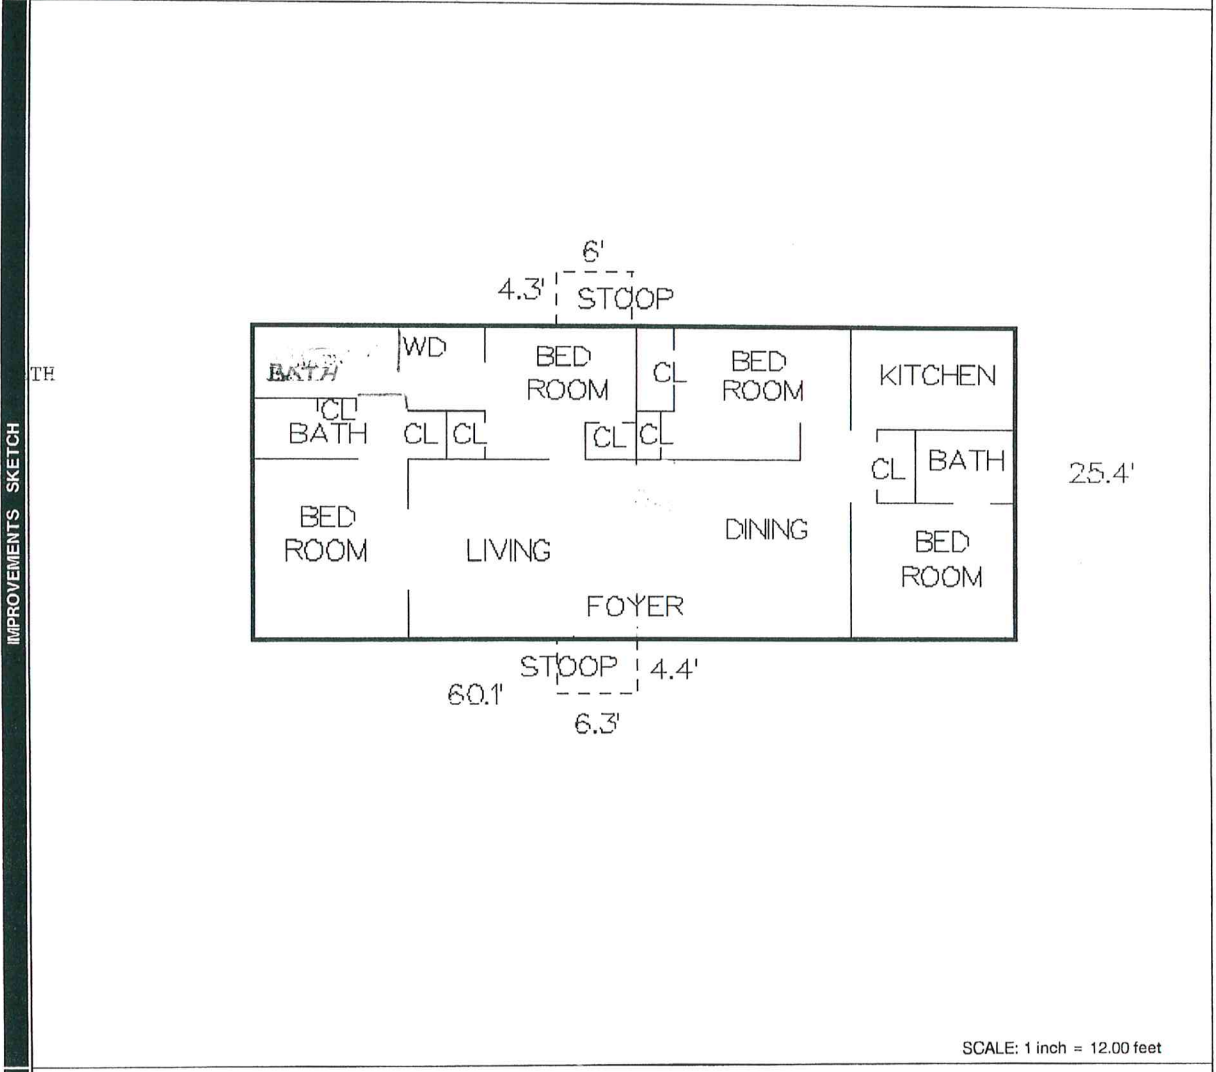 IMPROVEMENTS SKETCH
6'
4.3'
STOOP
WD
BED
ROOM
CL
BED
ROOM
KITCHEN
TH
BATH
CL
BATH
CL
CL
CL
CL
CL
BATH
25.4'
BED
ROOM
LIVING
DINING
BED
ROOM
FOYER
STOOP
4.4'
60.1'
6.3'
SCALE: 1 inch = 12.00 feet